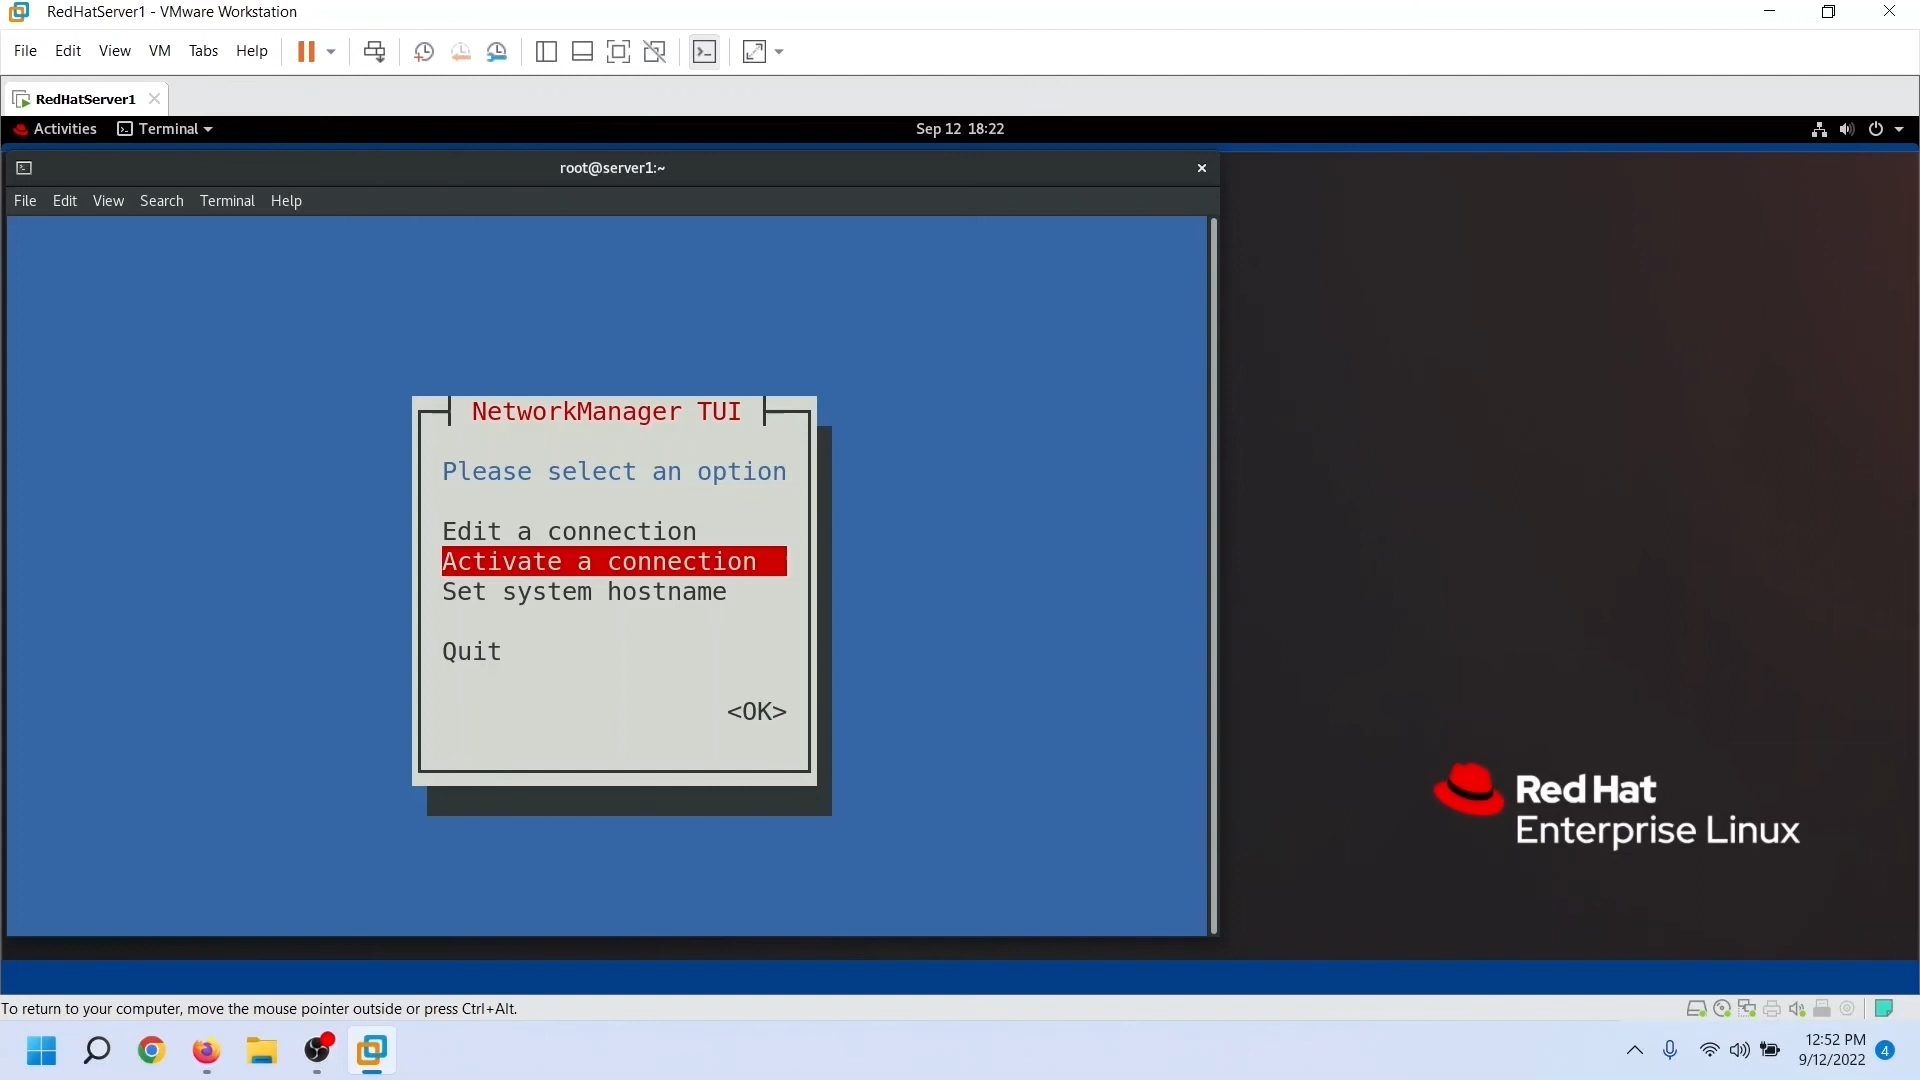 RedHatServer1 - VMware Workstation
File Edit View VM Tabs Help
RedHatServer1
Activities Terminal Sep 12 18:22
root@server1:~
File Edit View Search Terminal Help
NetworkManager TUI
Please select an option
Edit a connection
Activate a connection
Set system hostname
Quit
<OK>
Red Hat
Enterprise Linux
To return to your computer, move the mouse pointer outside or press Ctrl+Alt.
12:52 PM
9/12/2022 4